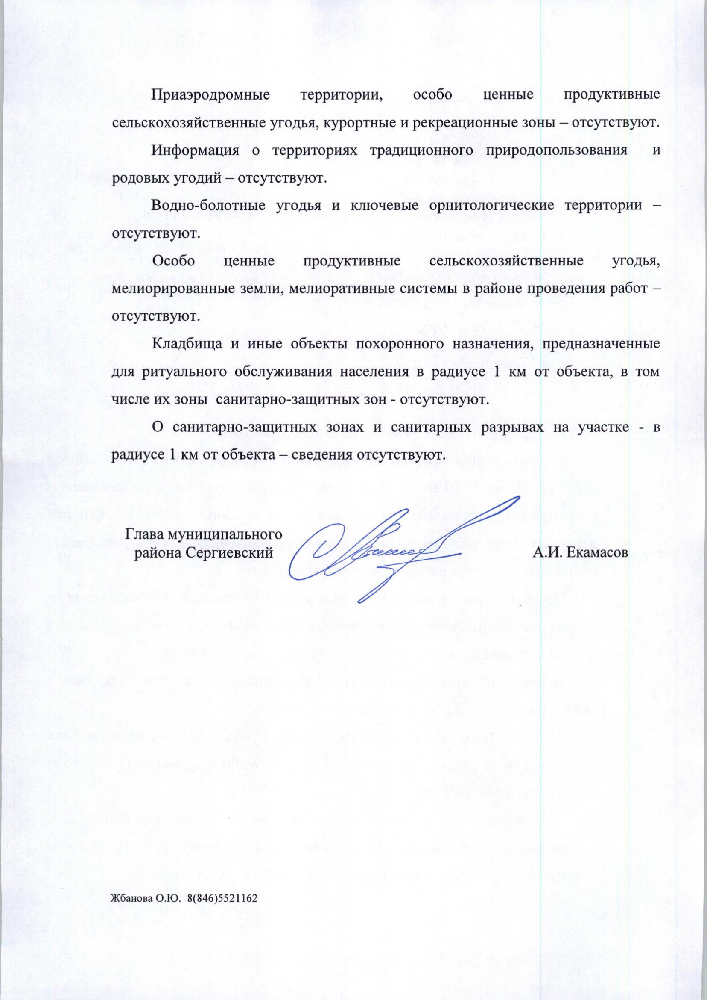 Приаэродромные территории, особо ценные продуктивные
сельскохозяйственные угодья, курортные и рекреационные зоны – отсутствуют.
Информация о территориях традиционного природопользования и
родовых угодий – отсутствуют.
Водно-болотные угодья и ключевые орнитологические территории –
отсутствуют.
Особо ценные продуктивные сельскохозяйственные угодья,
мелиорированные земли, мелиоративные системы в районе проведения работ –
отсутствуют.
Кладбища и иные объекты похоронного назначения, предназначенные
для ритуального обслуживания населения в радиусе 1 км от объекта, в том
числе их зоны санитарно-защитных зон - отсутствуют.
О санитарно-защитных зонах и санитарных разрывах на участке - в
радиусе 1 км от объекта – сведения отсутствуют.
Глава муниципального
района Сергиевский А.И. Екамасов
Жбанова О.Ю. 8(846)5521162